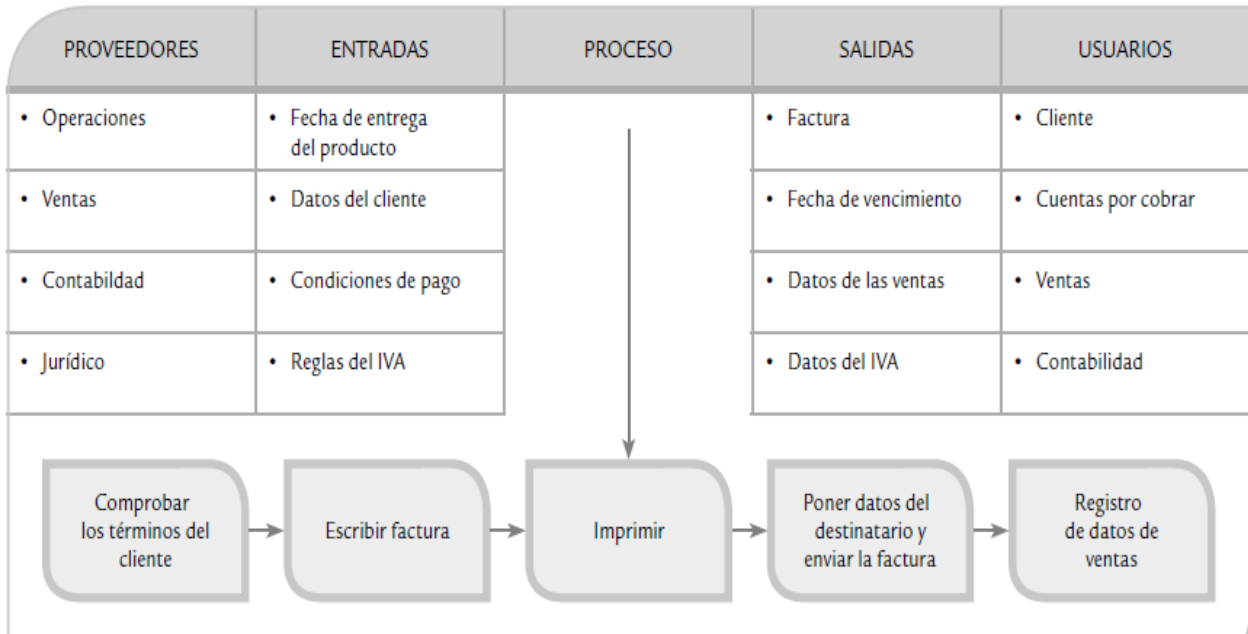 PROVEEDORES ENTRADAS PROCESO SALIDAS USUARIOS
• Operaciones
• Fecha de entrega
del producto
• Factura
• Cliente
• Ventas
• Datos del cliente
• Fecha de vencimiento
• Cuentas por cobrar
• Contabildad
• Condiciones de pago
• Datos de las ventas
• Ventas
• Jurídico
• Reglas del IVA
• Datos del IVA
• Contabilidad
Comprobar
los términos del
cliente
Escribir factura
Imprimir
Poner datos del
destinatario y
enviar la factura
Registro
de datos de
ventas